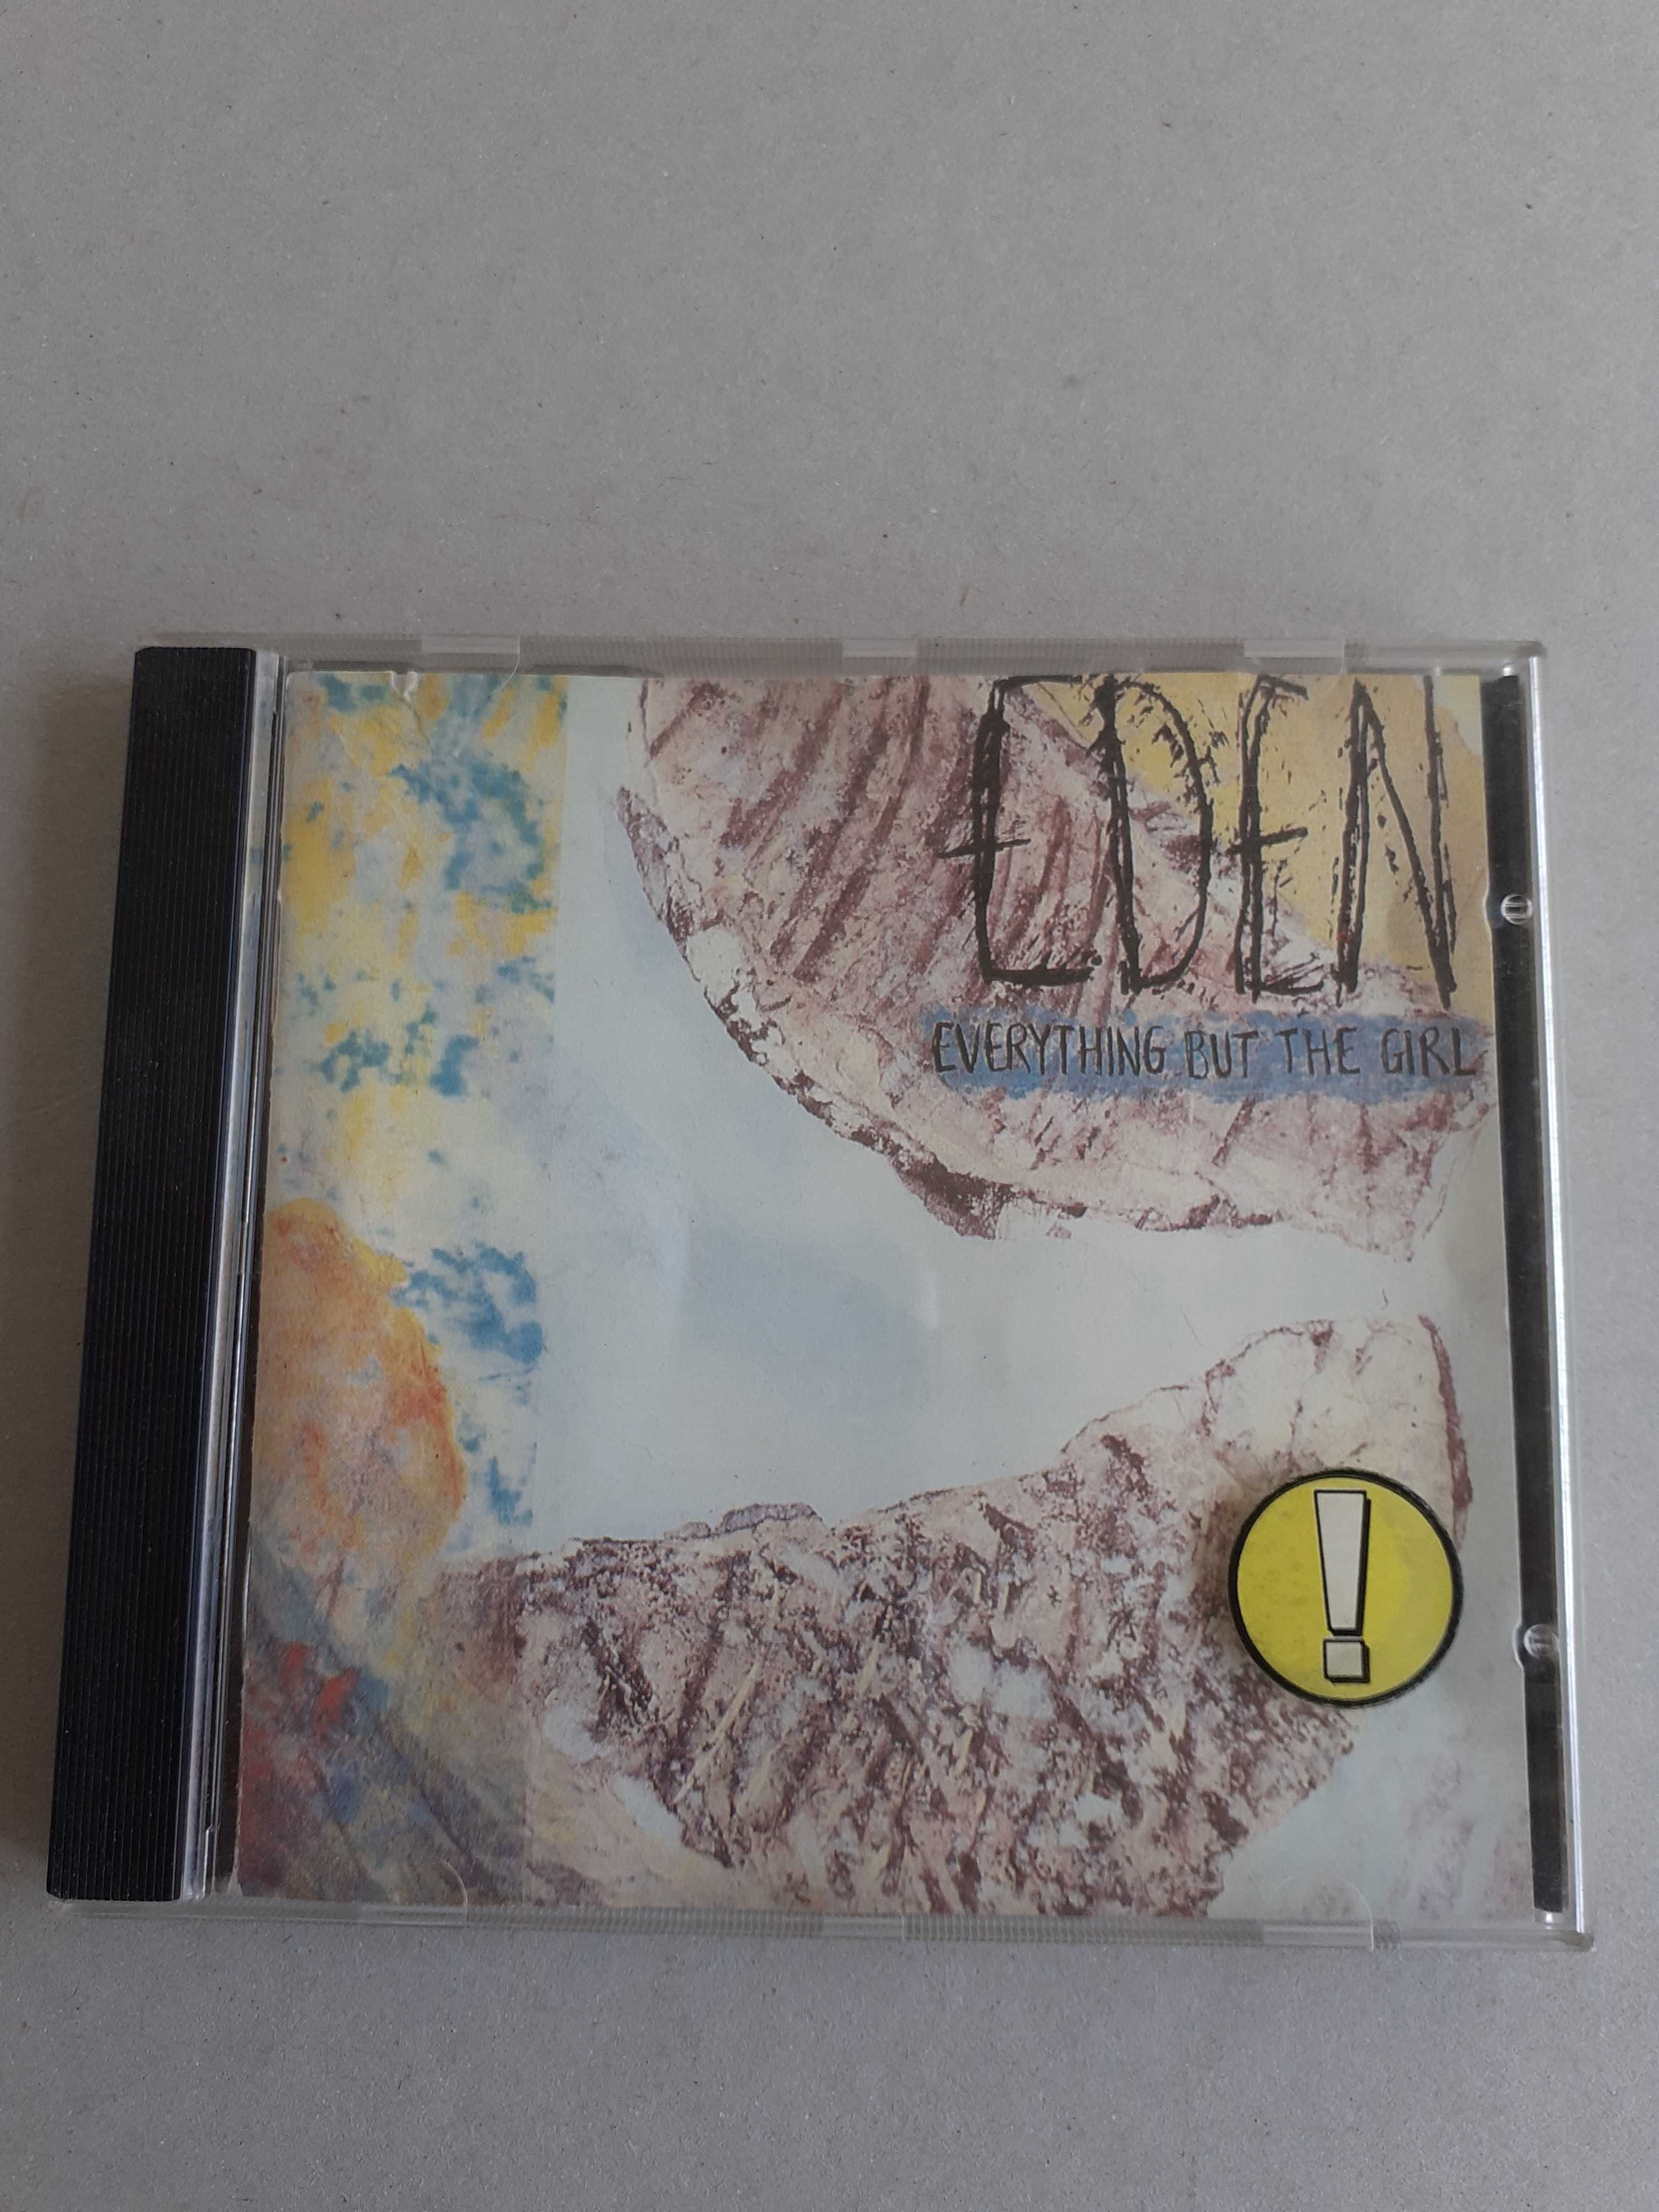 EDEN
EVERYTHING BUT THE GIRL
!